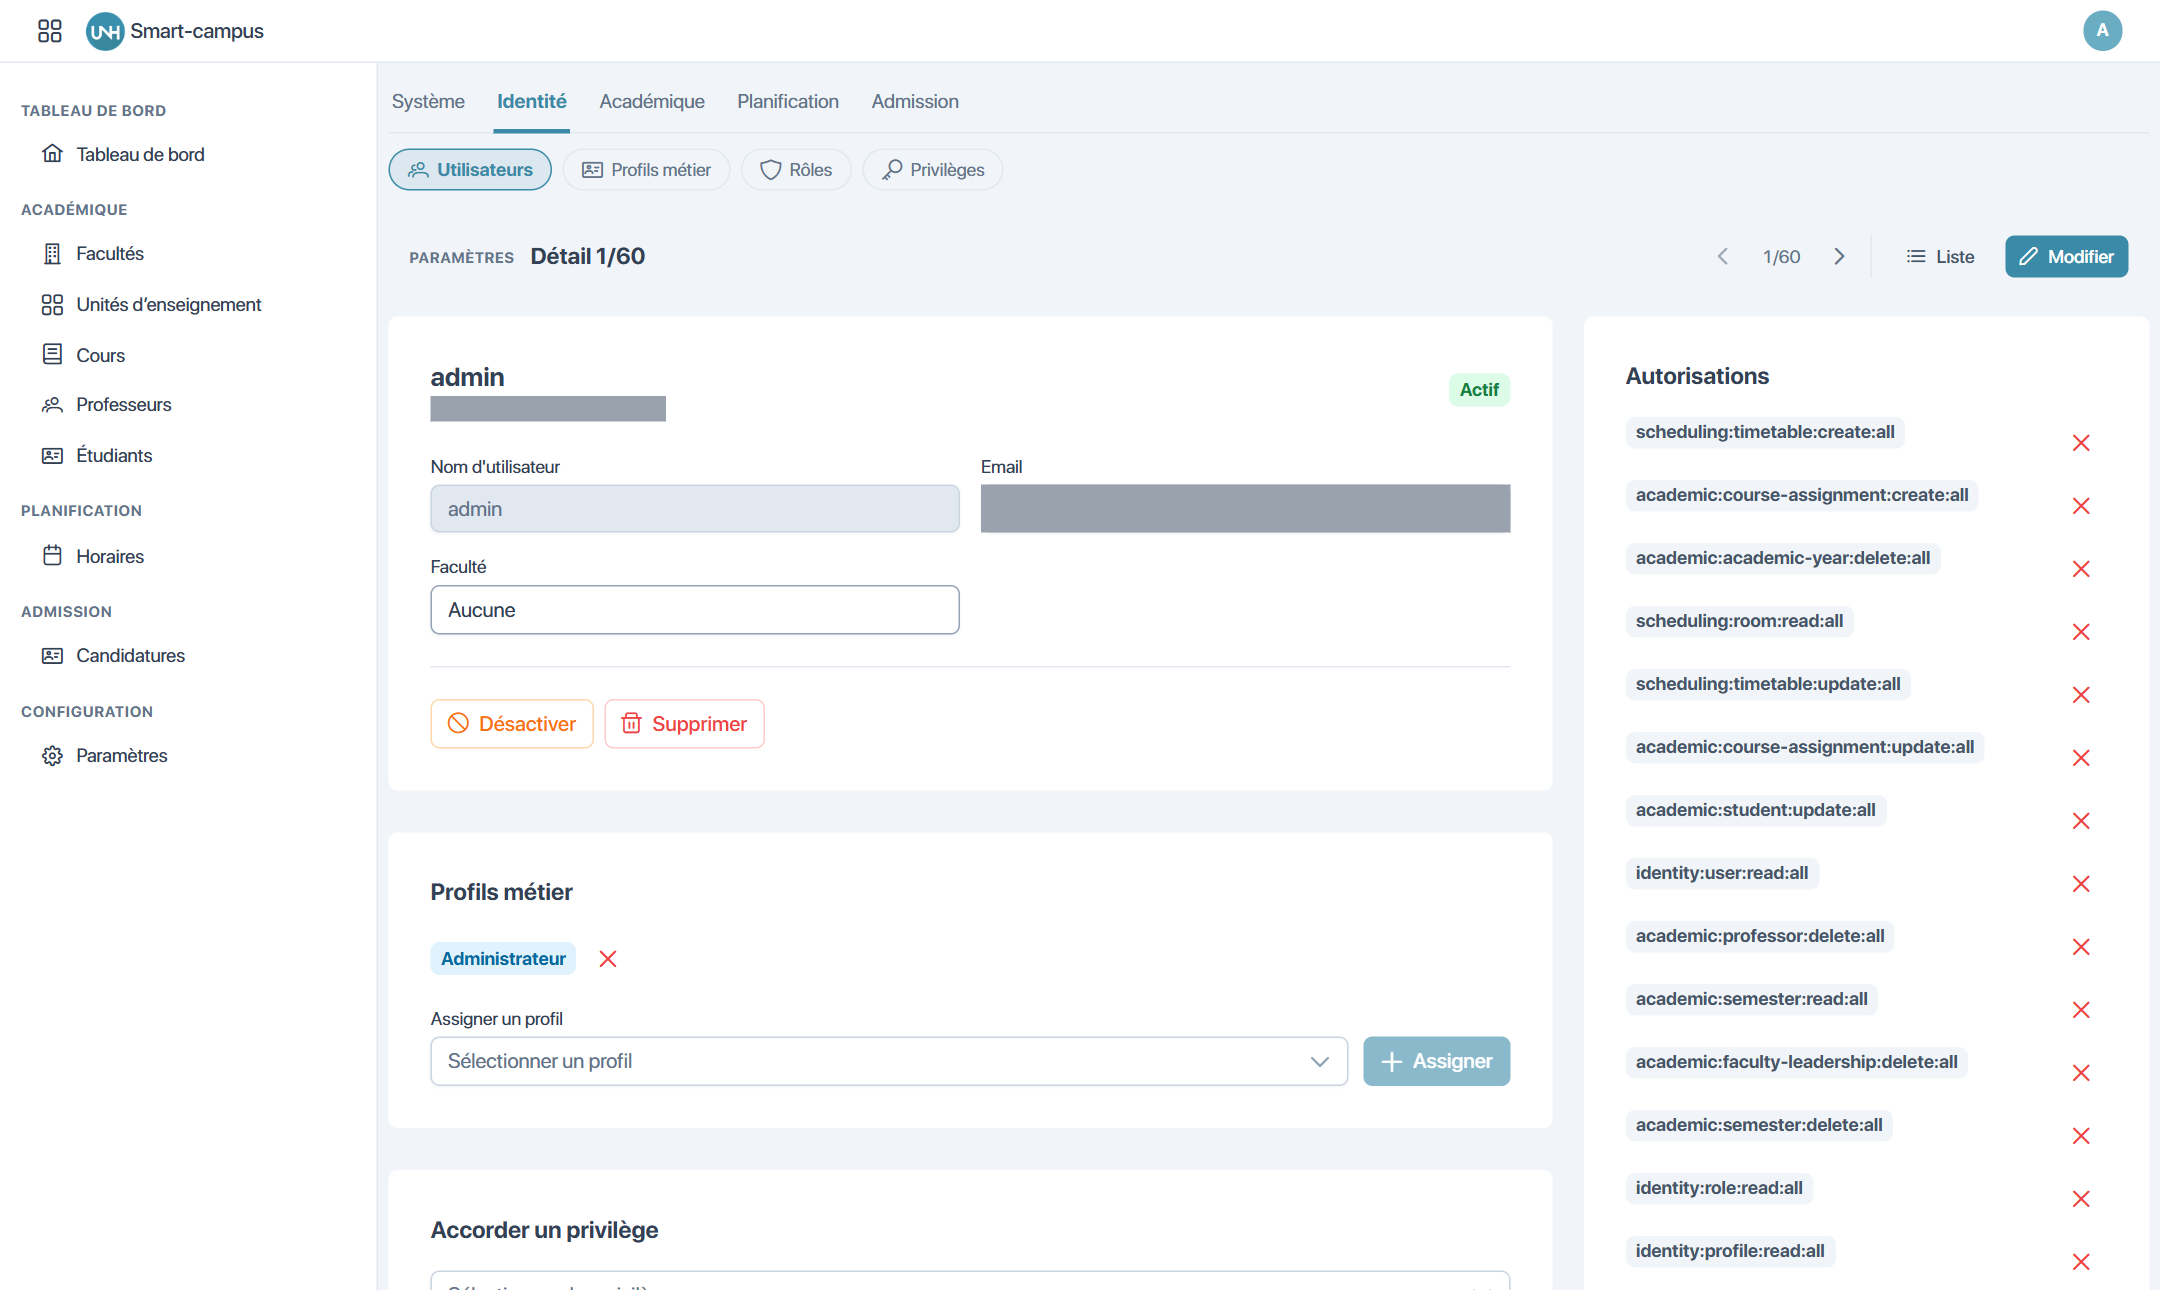 UNH Smart-campus
A
TABLEAU DE BORD
Tableau de bord
ACADÉMIQUE
Facultés
Unités d'enseignement
Cours
Professeurs
Étudiants
PLANIFICATION
Horaires
ADMISSION
Candidatures
CONFIGURATION
Paramètres
Système Identité Académique Planification Admission
Utilisateurs Profils métier Rôles Privilèges
PARAMÈTRES Détail 1/60
1/60 Liste Modifier
admin
Actif
Nom d'utilisateur
admin
Email
Faculté
Aucune
Désactiver Supprimer
Profils métier
Administrateur
Assigner un profil
Sélectionner un profil
Assigner
Accorder un privilège
Autorisations
scheduling:timetable:create:all
academic:course-assignment:create:all
academic:academic-year:delete:all
scheduling:room:read:all
scheduling:timetable:update:all
academic:course-assignment:update:all
academic:student:update:all
identity:user:read:all
academic:professor:delete:all
academic:semester:read:all
academic:faculty-leadership:delete:all
academic:semester:delete:all
identity:role:read:all
identity:profile:read:all